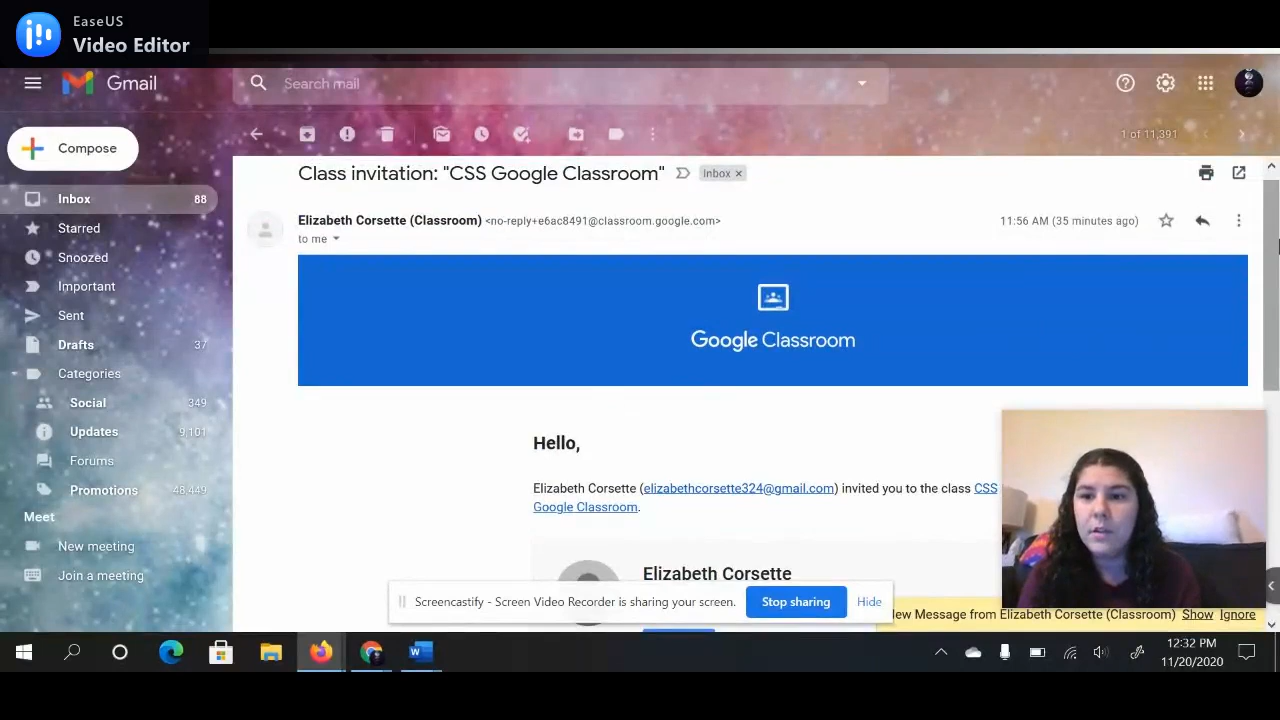 EaseUS
Video Editor
Gmail
Search mail
Compose
1 of 11,391
Inbox 88
Starred
Snoozed
Important
Sent
Drafts 37
Categories
Social 349
Updates 9,101
Forums
Promotions 48,449
Meet
New meeting
Join a meeting
Class invitation: "CSS Google Classroom" Inbox ×
Elizabeth Corsette (Classroom) <no-reply+e6ac8491@classroom.google.com> 11:56 AM (35 minutes ago)
to me
Google Classroom
Hello,
Elizabeth Corsette (elizabethcorsette324@gmail.com) invited you to the class CSS
Google Classroom.
Elizabeth Corsette
Screencastify - Screen Video Recorder is sharing your screen. Stop sharing Hide
ew Message from Elizabeth Corsette (Classroom) Show Ignore
W
12:32 PM
11/20/2020